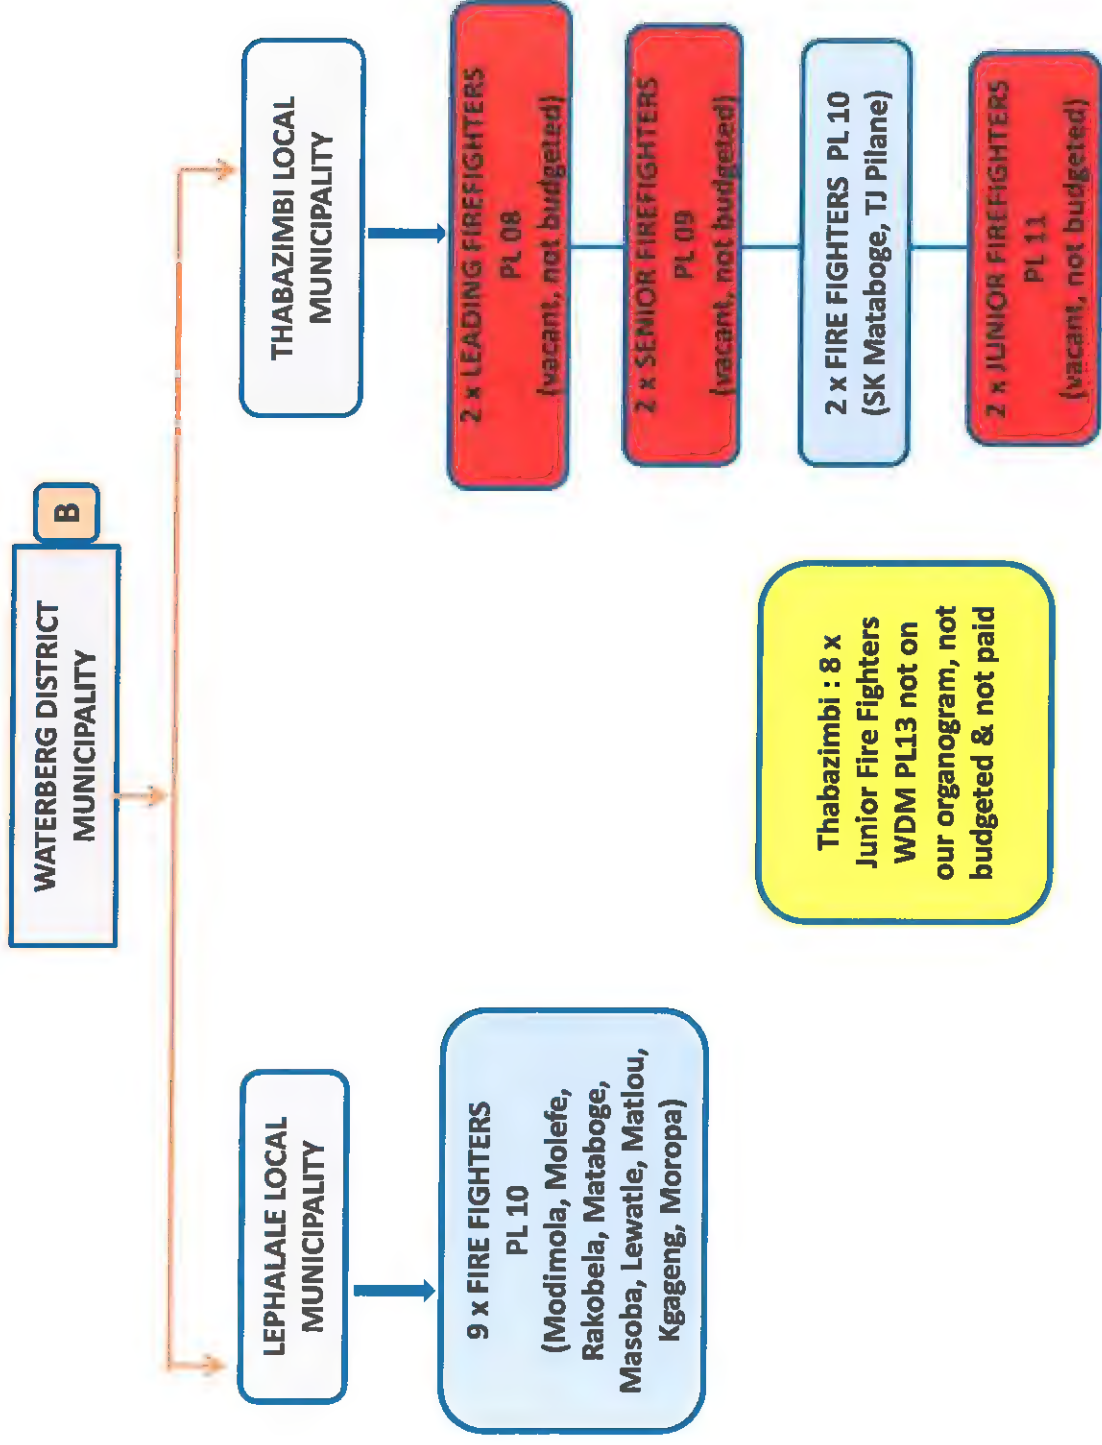 WATERBERG DISTRICT
MUNICIPALITY
B
LEPHALALE LOCAL
MUNICIPALITY
9 x FIRE FIGHTERS
PL 10
(Modimola, Molefe,
Rakobela, Mataboge,
Masoba, Lewatle, Matlou,
Kgageng, Moropa)
THABAZIMBI LOCAL
MUNICIPALITY
2 x LEADING FIREFIGHTERS
PL 08
(vacant, not budgeted)
2 x SENIOR FIREFIGHTERS
PL 09
(vacant, not budgeted)
2 x FIRE FIGHTERS PL 10
(SK Mataboge, TJ Pilane)
2 x JUNIOR FIREFIGHTERS
PL 11
(vacant, not budgeted)
Thabazimbi : 8 x
Junior Fire Fighters
WDM PL13 not on
our organogram, not
budgeted & not paid